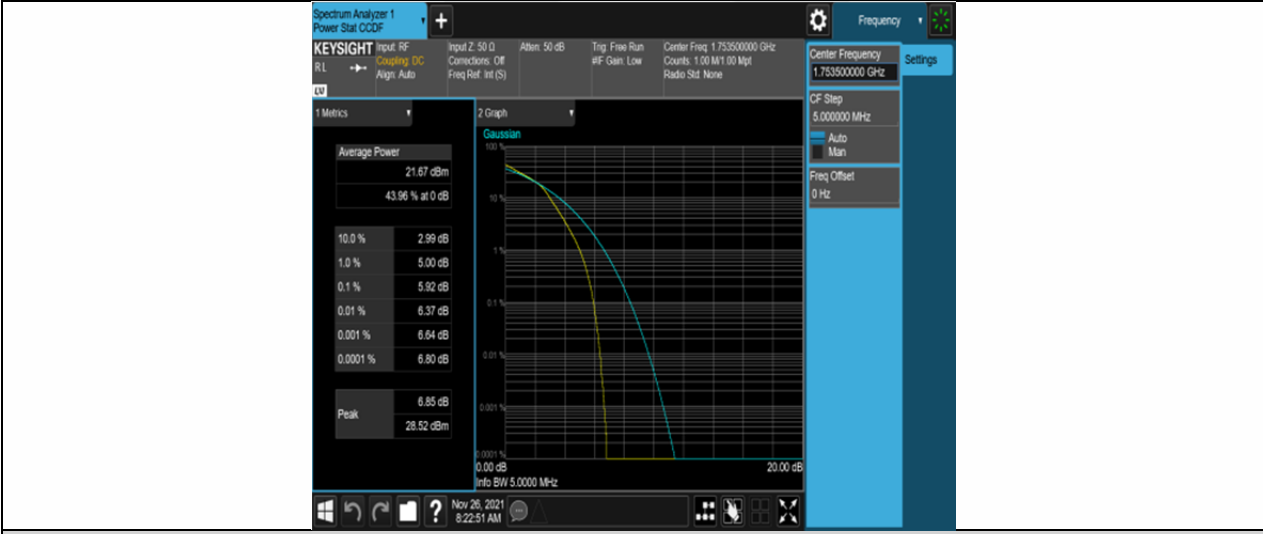 Spectrum Analyzer 1
Power Stat CCDF
+
Frequency
KEYSIGHT
Input: RF
R L
Coupling: DC
Align: Auto
LV
Input Z: 50 Ω
Corrections: Off
Freq Ref: Int (S)
Atten: 50 dB
Trig: Free Run
#IF Gain: Low
Center Freq: 1.753500000 GHz
Counts: 1.00 M/1.00 Mpt
Radio Std: None
Center Frequency
1.753500000 GHz
Settings
CF Step
5.000000 MHz
Auto
Man
Freq Offset
0 Hz
1 Metrics
Average Power
21.67 dBm
43.96 % at 0 dB
10.0 % 2.99 dB
1.0 % 5.00 dB
0.1 % 5.92 dB
0.01 % 6.37 dB
0.001 % 6.64 dB
0.0001 % 6.80 dB
Peak
6.85 dB
28.52 dBm
2 Graph
Gaussian
100 %
10 %
1 %
0.1 %
0.01 %
0.001 %
0.0001 %
0.00 dB
20.00 dB
Info BW 5.0000 MHz
?
Nov 26, 2021
8:22:51 AM